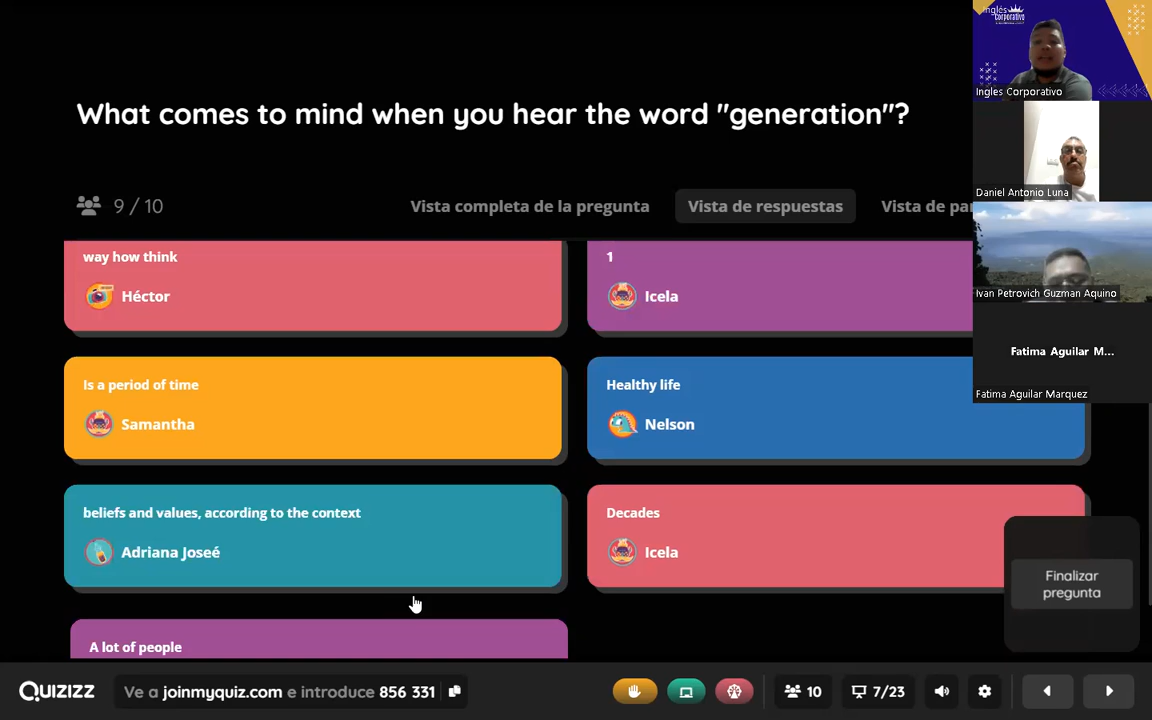 Inglés
Corporativo
Ingles Corporativo
What comes to mind when you hear the word "generation"?
Daniel Antonio Luna
9 / 10
Vista completa de la pregunta
Vista de respuestas
Vista de par
way how think
Héctor
1
Icela
Ivan Petrovich Guzman Aquino
Fatima Aguilar M...
Fatima Aguilar Marquez
Is a period of time
Samantha
Healthy life
Nelson
beliefs and values, according to the context
Adriana Joseé
Decades
Icela
Finalizar
pregunta
A lot of people
QUIZIZZ
Ve a joinmyquiz.com e introduce 856 331
10
7/23